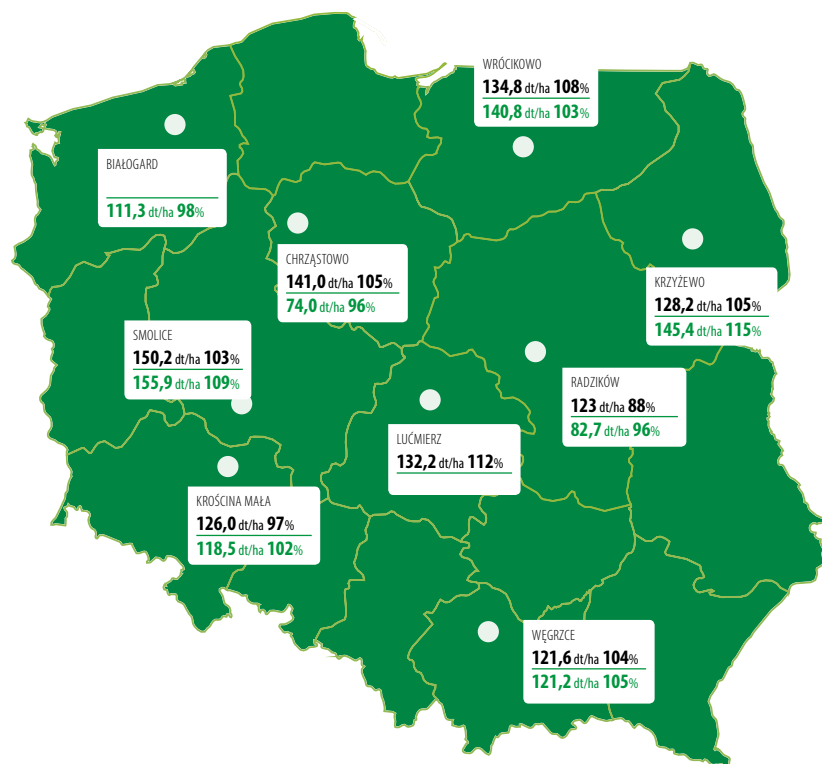 WRÓCIKOWO
134,8 dt/ha 108%
140,8 dt/ha 103%
BIAŁOGARD
111,3 dt/ha 98%
CHRZĄSTOWO
141,0 dt/ha 105%
74,0 dt/ha 96%
KRZYŻEWO
128,2 dt/ha 105%
145,4 dt/ha 115%
SMOLICE
150,2 dt/ha 103%
155,9 dt/ha 109%
RADZIKÓW
123 dt/ha 88%
82,7 dt/ha 96%
LUĆMIERZ
132,2 dt/ha 112%
KROŚCINA MAŁA
126,0 dt/ha 97%
118,5 dt/ha 102%
WĘGRZCE
121,6 dt/ha 104%
121,2 dt/ha 105%